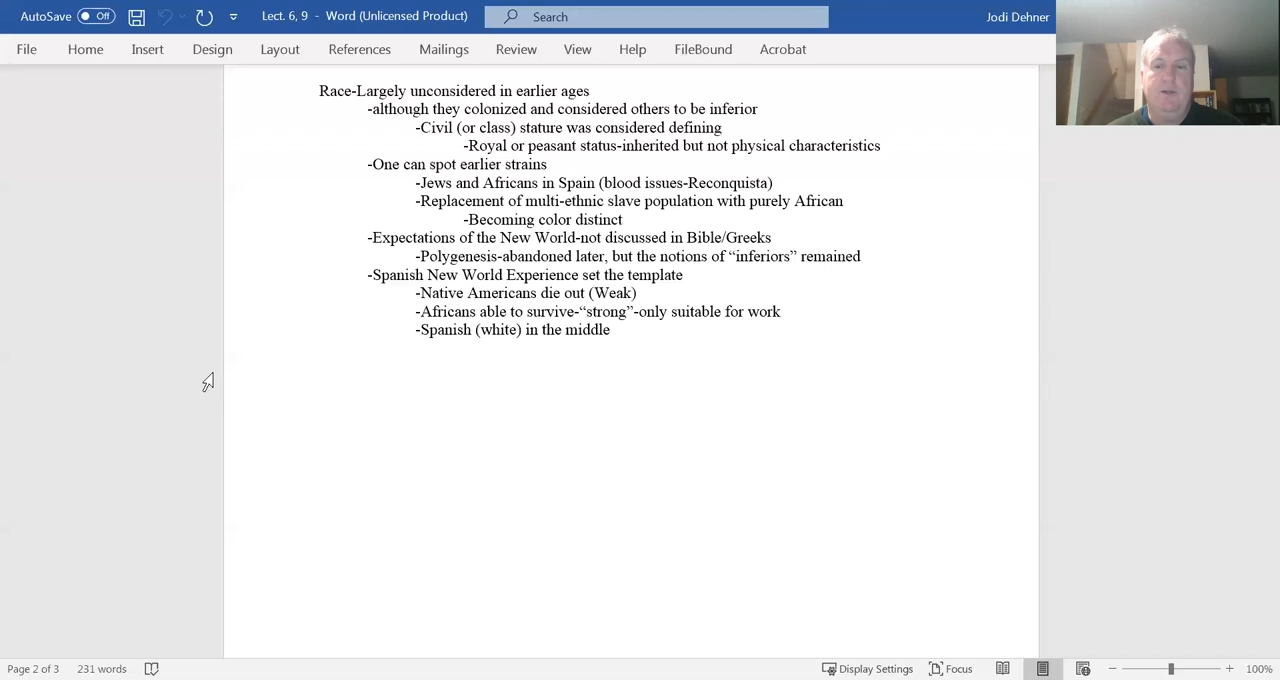 AutoSave Off Lect. 6, 9 - Word (Unlicensed Product) Search Jodi Dehner
File Home Insert Design Layout References Mailings Review View Help FileBound Acrobat
Race-Largely unconsidered in earlier ages
-although they colonized and considered others to be inferior
-Civil (or class) stature was considered defining
-Royal or peasant status-inherited but not physical characteristics
-One can spot earlier strains
-Jews and Africans in Spain (blood issues-Reconquista)
-Replacement of multi-ethnic slave population with purely African
-Becoming color distinct
-Expectations of the New World-not discussed in Bible/Greeks
-Polygenesis-abandoned later, but the notions of “inferiors” remained
-Spanish New World Experience set the template
-Native Americans die out (Weak)
-Africans able to survive-“strong”-only suitable for work
-Spanish (white) in the middle
Page 2 of 3 231 words Display Settings Focus 100%